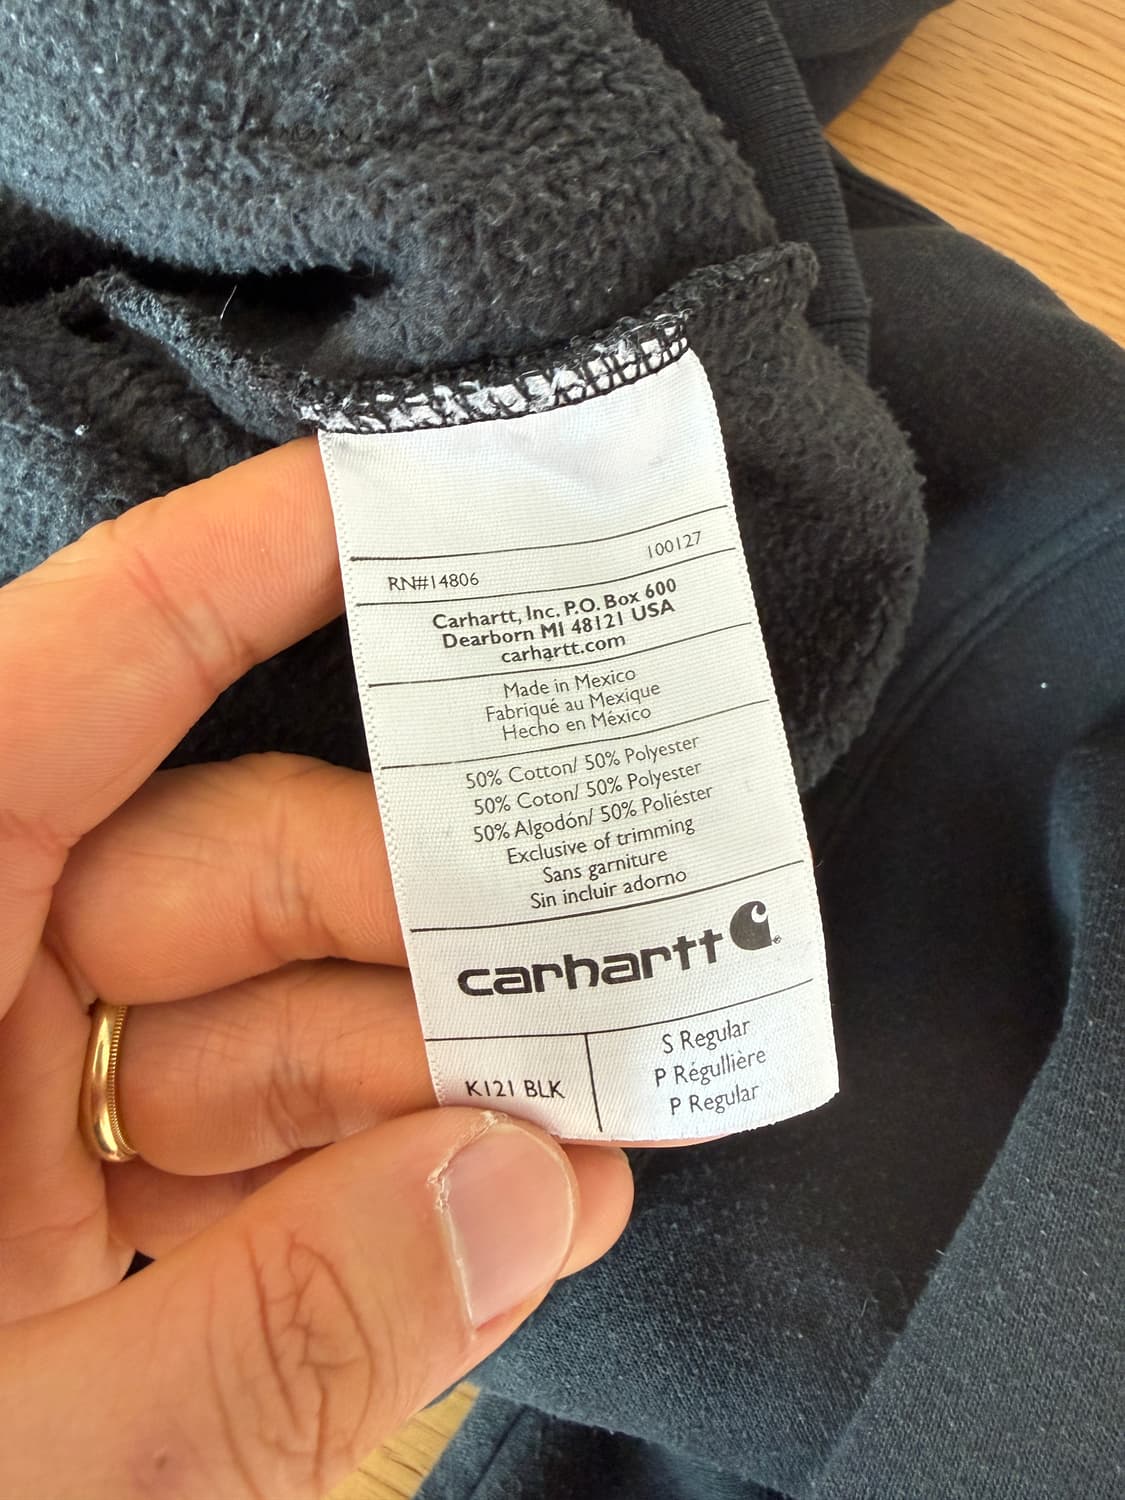 RN#14806 100127
Carhartt, Inc. P.O. Box 600
Dearborn MI 48121 USA
carhartt.com
Made in Mexico
Fabriqué au Mexique
Hecho en México
50% Cotton/ 50% Polyester
50% Coton/ 50% Polyester
50% Algodón/ 50% Poliéster
Exclusive of trimming
Sans garniture
Sin incluir adorno
carhartt
K121 BLK
S Regular
P Régullière
P Regular